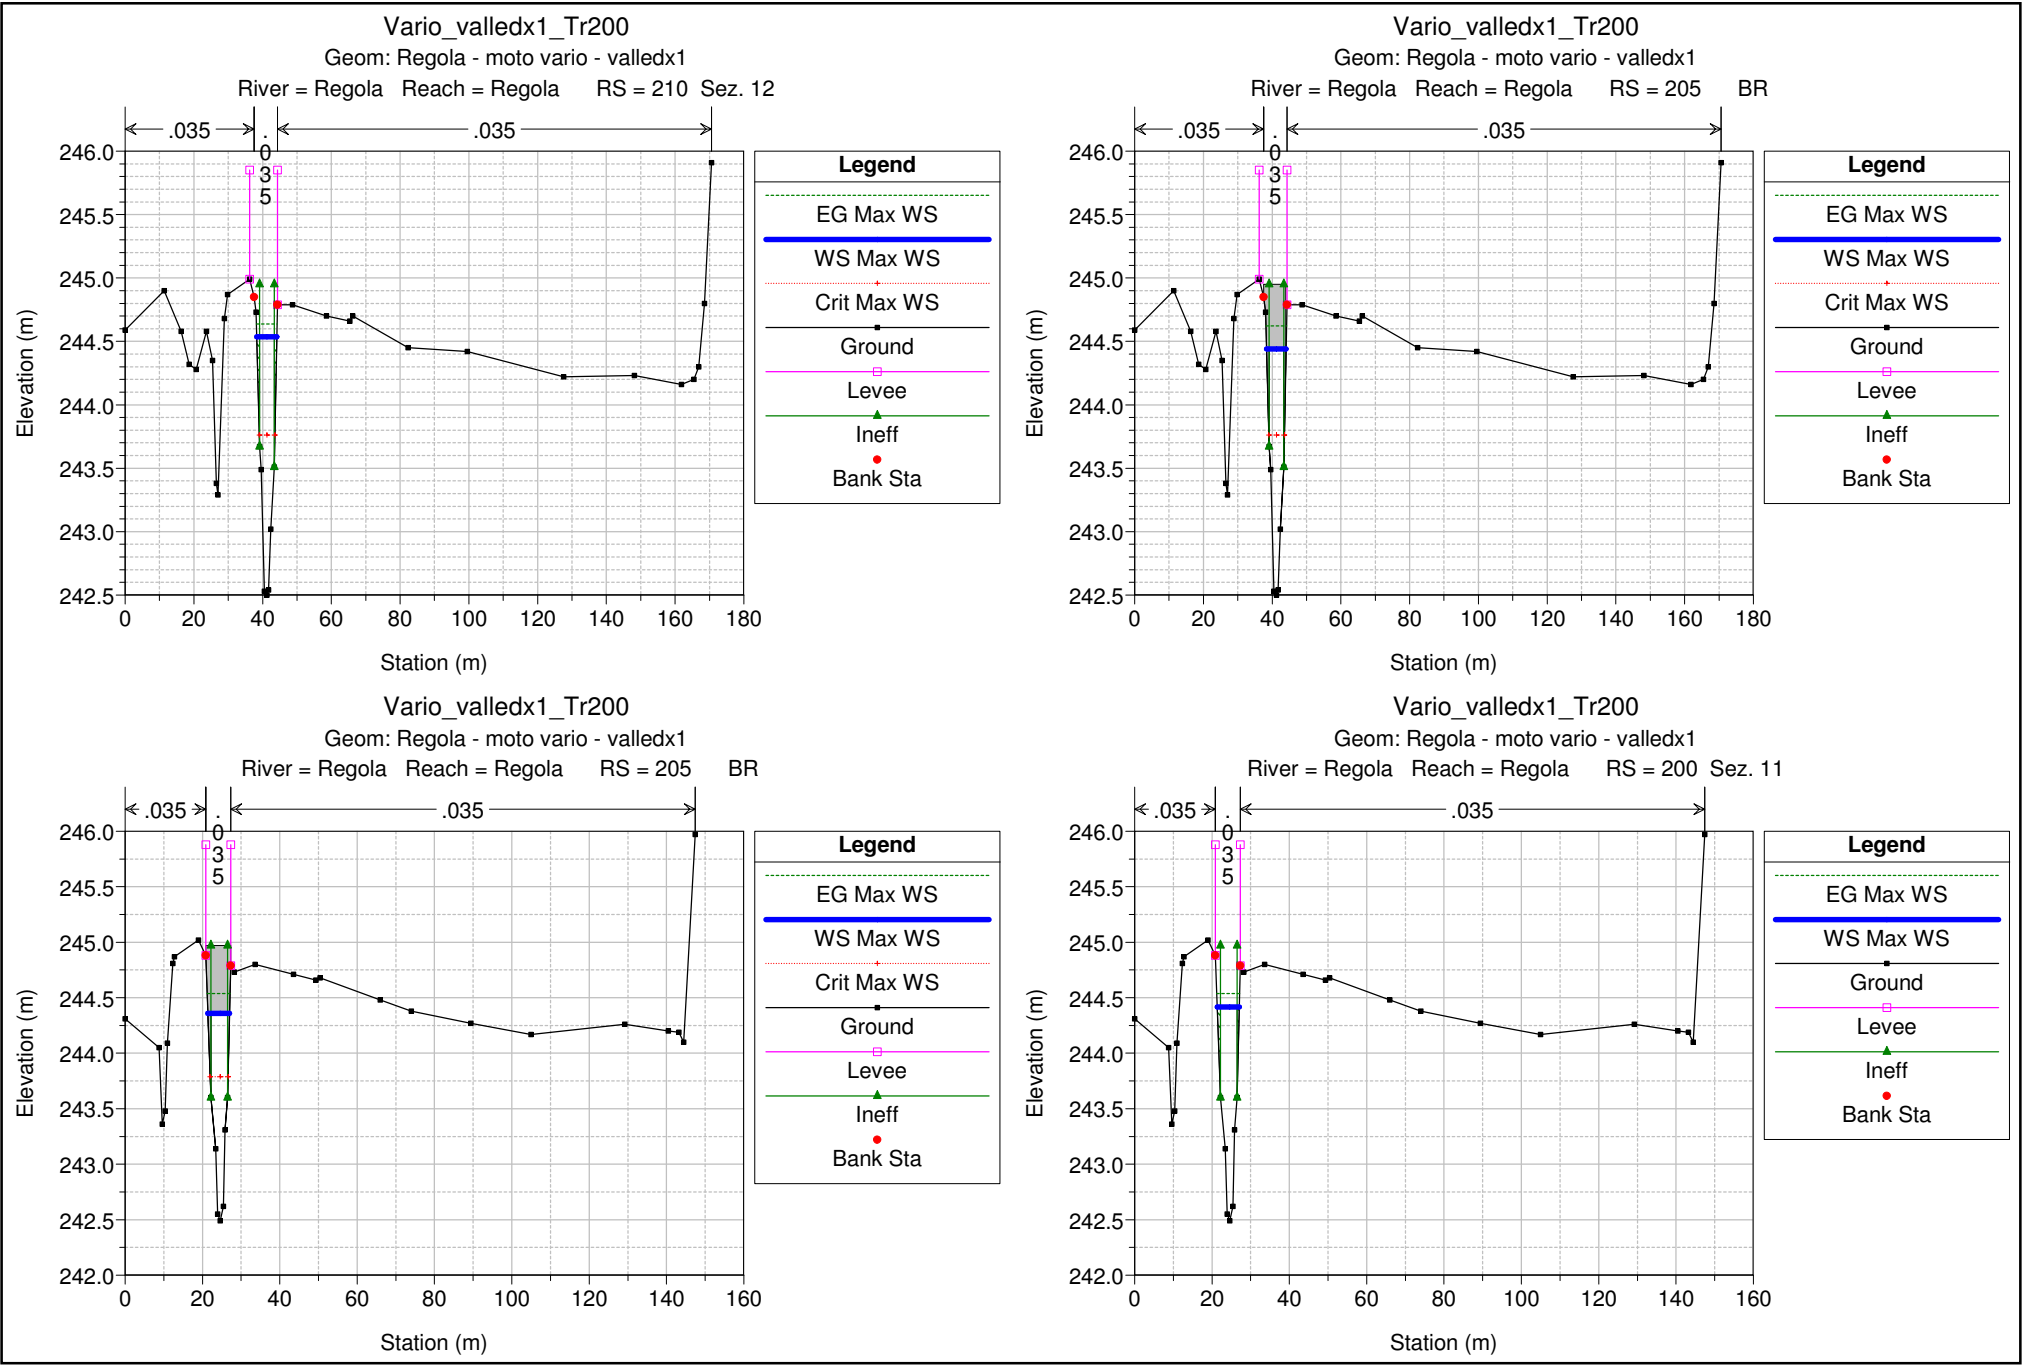 Vario_valledx1_Tr200
Geom: Regola - moto vario - valledx1
River = Regola Reach = Regola RS = 210 Sez. 12
.035
.035
.035
246.0
245.5
245.0
244.5
244.0
243.5
243.0
242.5
0 20 40 60 80 100 120 140 160 180
Station (m)
Elevation (m)
Legend
EG Max WS
WS Max WS
Crit Max WS
Ground
Levee
Ineff
Bank Sta
Vario_valledx1_Tr200
Geom: Regola - moto vario - valledx1
River = Regola Reach = Regola RS = 205 BR
.035
.035
.035
246.0
245.5
245.0
244.5
244.0
243.5
243.0
242.5
0 20 40 60 80 100 120 140 160 180
Station (m)
Elevation (m)
Legend
EG Max WS
WS Max WS
Crit Max WS
Ground
Levee
Ineff
Bank Sta
Vario_valledx1_Tr200
Geom: Regola - moto vario - valledx1
River = Regola Reach = Regola RS = 205 BR
.035
.035
.035
246.0
245.5
245.0
244.5
244.0
243.5
243.0
242.5
242.0
0 20 40 60 80 100 120 140 160
Station (m)
Elevation (m)
Legend
EG Max WS
WS Max WS
Crit Max WS
Ground
Levee
Ineff
Bank Sta
Vario_valledx1_Tr200
Geom: Regola - moto vario - valledx1
River = Regola Reach = Regola RS = 200 Sez. 11
.035
.035
.035
246.0
245.5
245.0
244.5
244.0
243.5
243.0
242.5
242.0
0 20 40 60 80 100 120 140 160
Station (m)
Elevation (m)
Legend
EG Max WS
WS Max WS
Ground
Levee
Ineff
Bank Sta